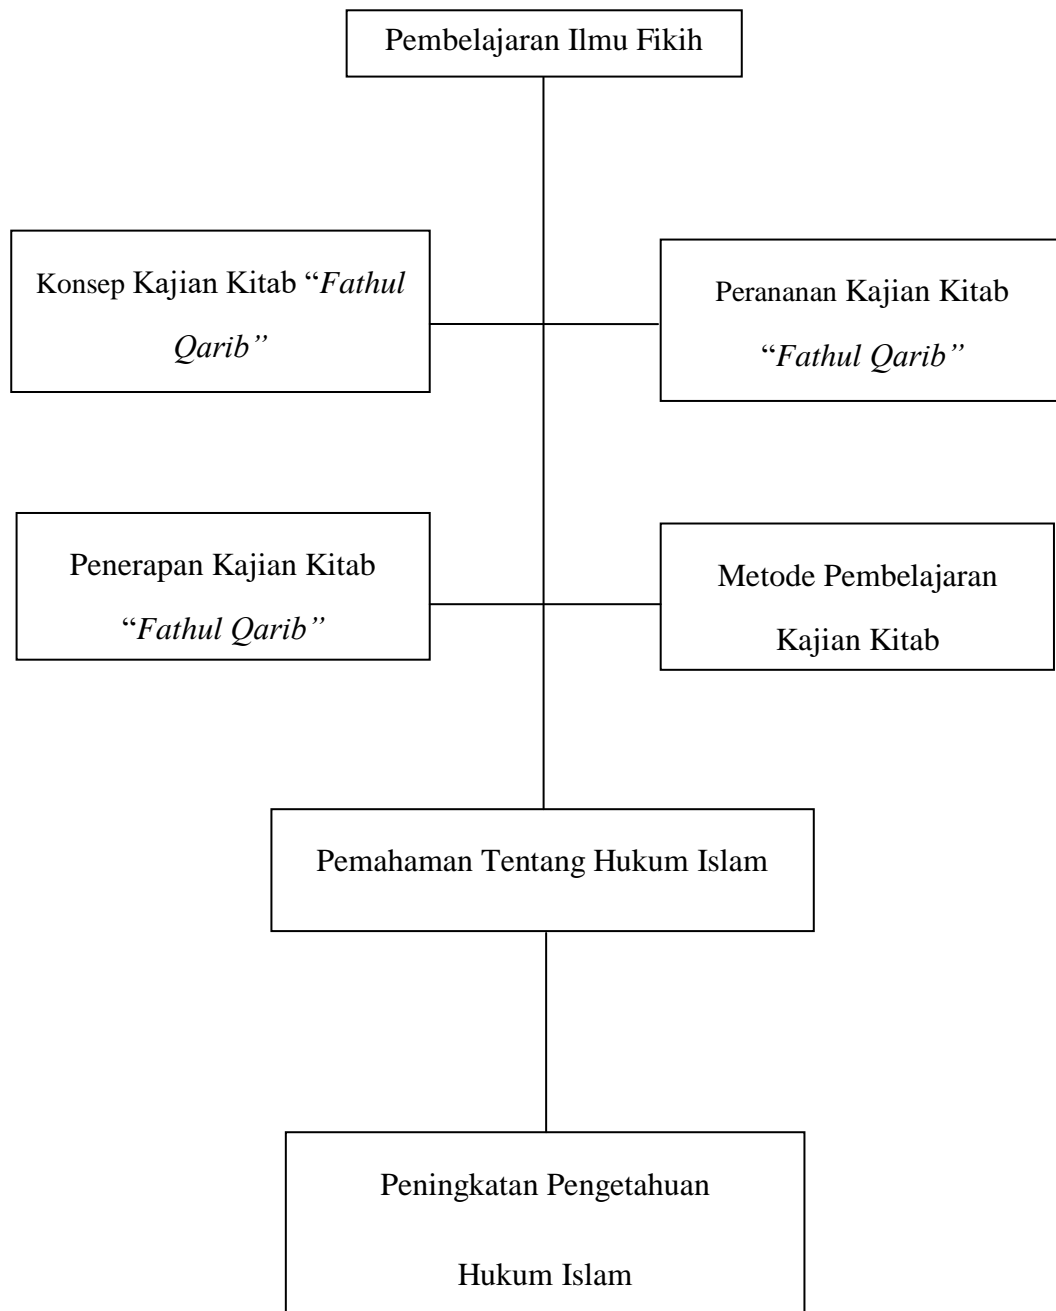 Pembelajaran Ilmu Fikih
Konsep Kajian Kitab “Fathul
Qarib”
Perananan Kajian Kitab
“Fathul Qarib”
Penerapan Kajian Kitab
“Fathul Qarib”
Metode Pembelajaran
Kajian Kitab
Pemahaman Tentang Hukum Islam
Peningkatan Pengetahuan
Hukum Islam